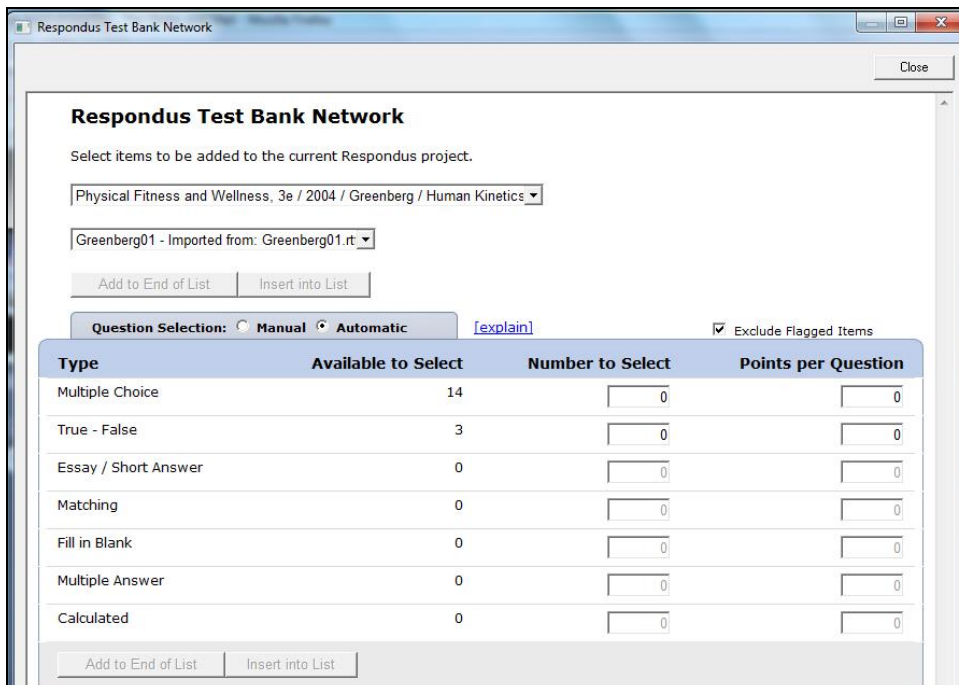 Respondus Test Bank Network
Close
Respondus Test Bank Network
Select items to be added to the current Respondus project.
Physical Fitness and Wellness, 3e / 2004 / Greenberg / Human Kinetics
Greenberg01 - Imported from: Greenberg01.rt
Add to End of List Insert into List
Question Selection: Manual Automatic [explain] Exclude Flagged Items
Type Available to Select Number to Select Points per Question
Multiple Choice 14 0 0
True - False 3 0 0
Essay / Short Answer 0 0 0
Matching 0 0 0
Fill in Blank 0 0 0
Multiple Answer 0 0 0
Calculated 0 0 0
Add to End of List Insert into List